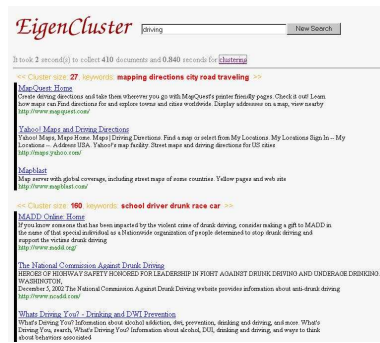 EigenCluster driving New Search
It took 2 second(s) to collect 410 documents and 0.840 seconds for clustering
<< Cluster size: 27, keywords: mapping directions city road traveling >>
MapQuest: Home
Create driving directions and take them wherever you go with MapQuest's printer friendly pages. Check it out! Learn
how maps can Find directions for and explore towns and cities worldwide. Display addresses on a map, view nearby
http://www.mapquest.com/
Yahoo! Maps and Driving Directions
Yahoo! Maps, Maps Home. Maps | Driving Directions. Find a map or select from My Locations. My Locations Sign In -- My
Locations -- Address USA. Yahoo's map facility. Street maps and driving directions for US cities
http://maps.yahoo.com/
Mapblast
Map server with global coverage, including street maps of some countries. Yellow pages and web site
http://www.mapblast.com/
<< Cluster size: 160, keywords: school driver drunk race car >>
MADD Online: Home
If you know someone that has been impacted by the violent crime of drunk driving, consider making a gift to MADD in
the name of that special individual as a Nationwide organization of people determined to stop drunk driving and
support the victims drunk driving
http://www.madd.org/
The National Commission Against Drunk Driving
HEROES OF HIGHWAY SAFETY HONORED FOR LEADERSHIP IN FIGHT AGAINST DRUNK DRIVING AND UNDERAGE DRINKING
WASHINGTON,
December 5, 2002 The National Commission Against Drunk Driving website provides information about anti-drunk driving
http://www.ncadd.com/
Whats Driving You? - Drinking and DWI Prevention
What's Driving You? Information about alcohol addiction, dwi, prevention, drinking and driving, and more. What's
Driving You, search, What's Driving You? Information about alcohol, DUI, drinking and driving, and ways to think
about behaviors associated